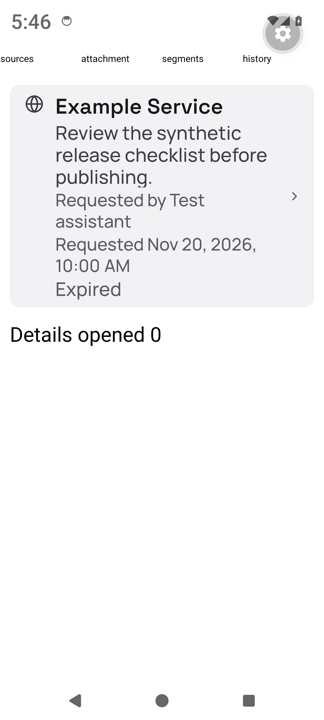 5:46
sources attachment segments history
Example Service
Review the synthetic
release checklist before
publishing.
Requested by Test
assistant
Requested Nov 20, 2026,
10:00 AM
Expired
Details opened 0